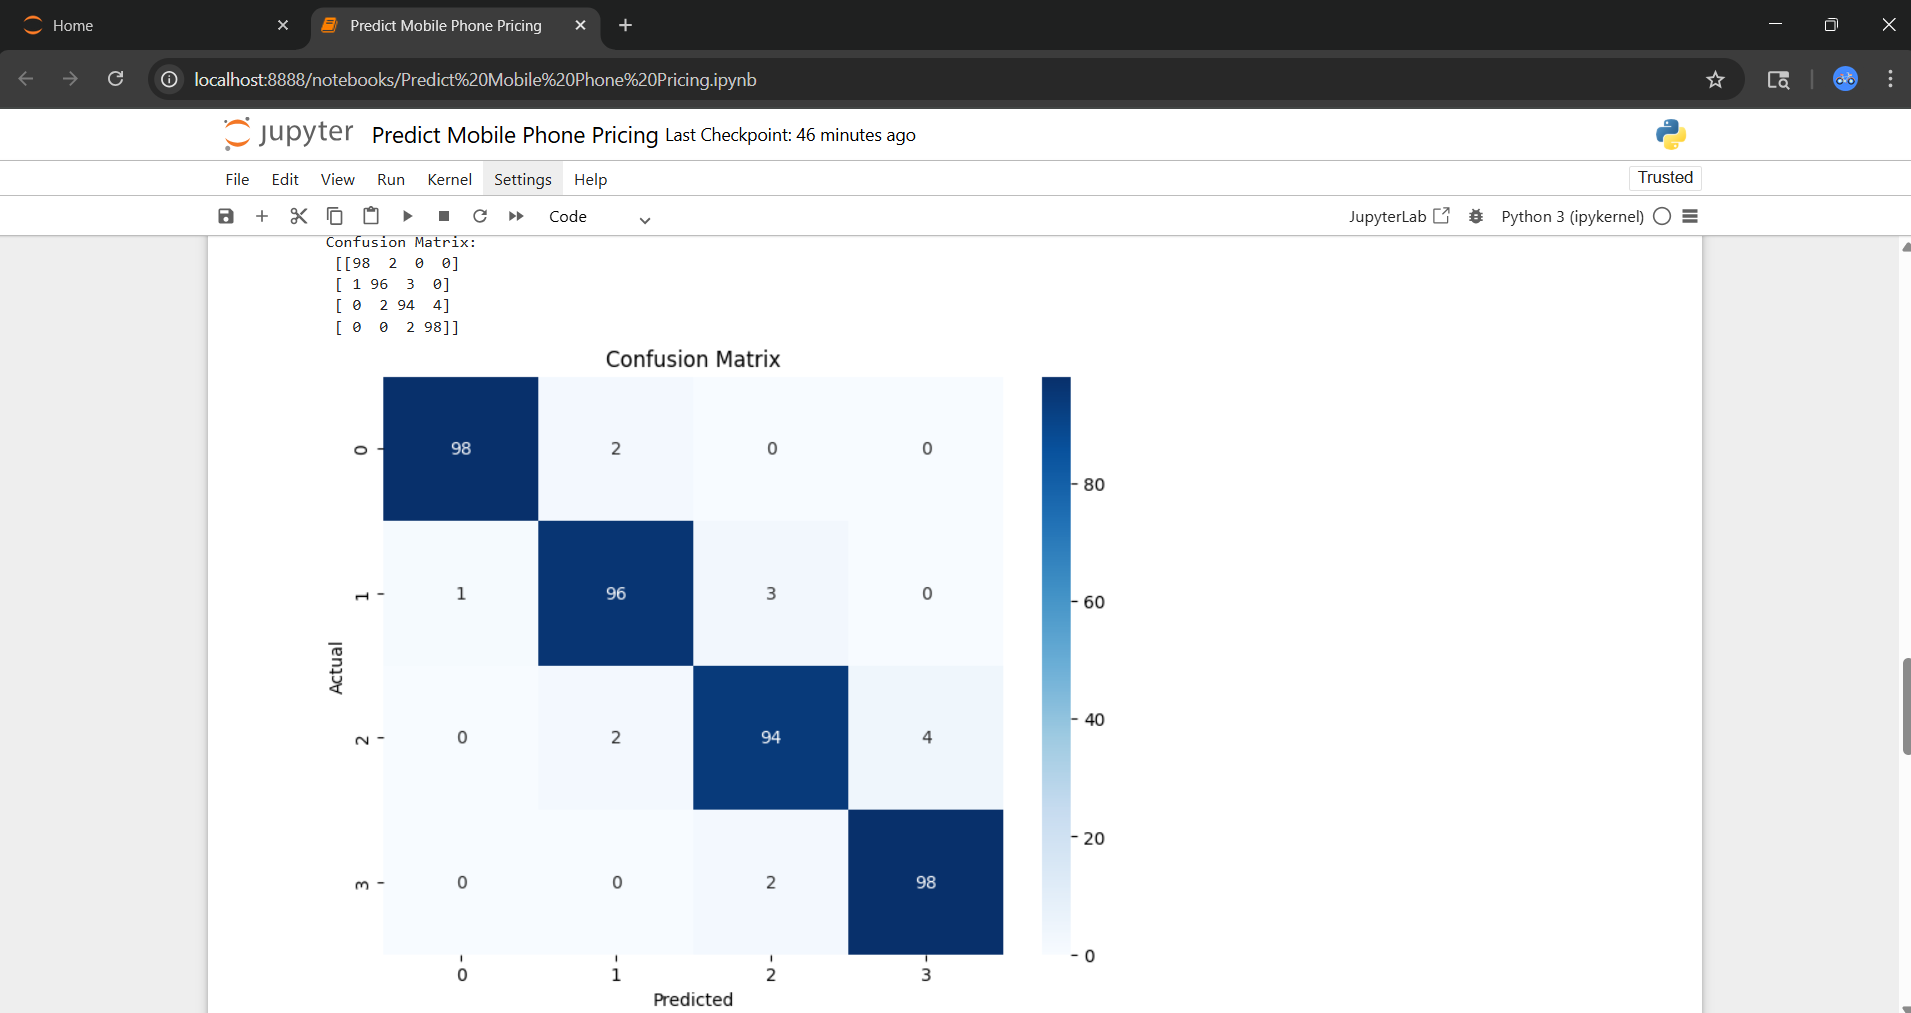 Home
Predict Mobile Phone Pricing
localhost:8888/notebooks/Predict%20Mobile%20Phone%20Pricing.ipynb
jupyter Predict Mobile Phone Pricing Last Checkpoint: 46 minutes ago
File Edit View Run Kernel Settings Help
Trusted
Code
JupyterLab
Python 3 (ipykernel)
Confusion Matrix:
[[98 2 0 0]
[ 1 96 3 0]
[ 0 2 94 4]
[ 0 0 2 98]]
Confusion Matrix
0 98 2 0 0
80
1 1 96 3 0
60
Actual
40
2 0 2 94 4
20
3 0 0 2 98
0
0 1 2 3
Predicted